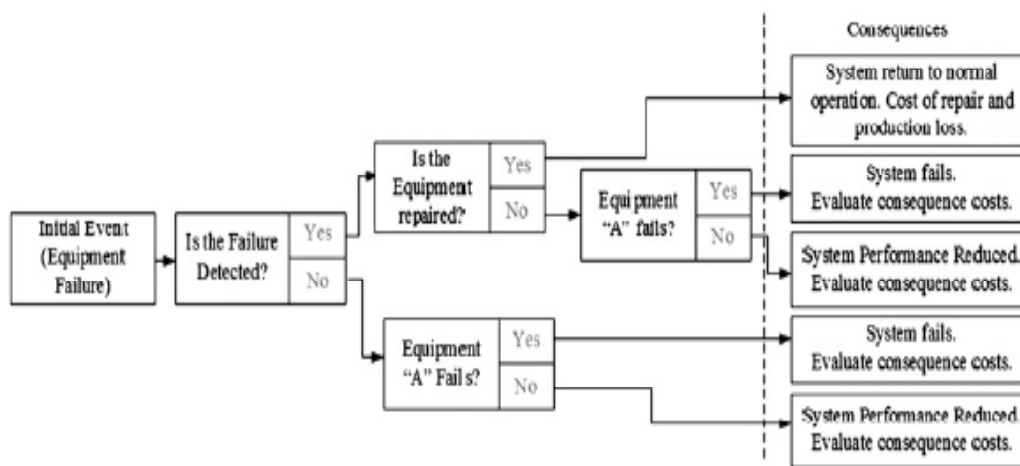 Consequences
System return to normal
operation. Cost of repair and
production loss.
Is the
Equipment
repaired?
Yes
No
Equipment
“A” fails?
Yes
No
System fails.
Evaluate consequence costs.
Initial Event
(Equipment
Failure)
Is the Failure
Detected?
Yes
No
System Performance Reduced.
Evaluate consequence costs.
Equipment
“A” Fails?
Yes
No
System fails.
Evaluate consequence costs.
System Performance Reduced.
Evaluate consequence costs.